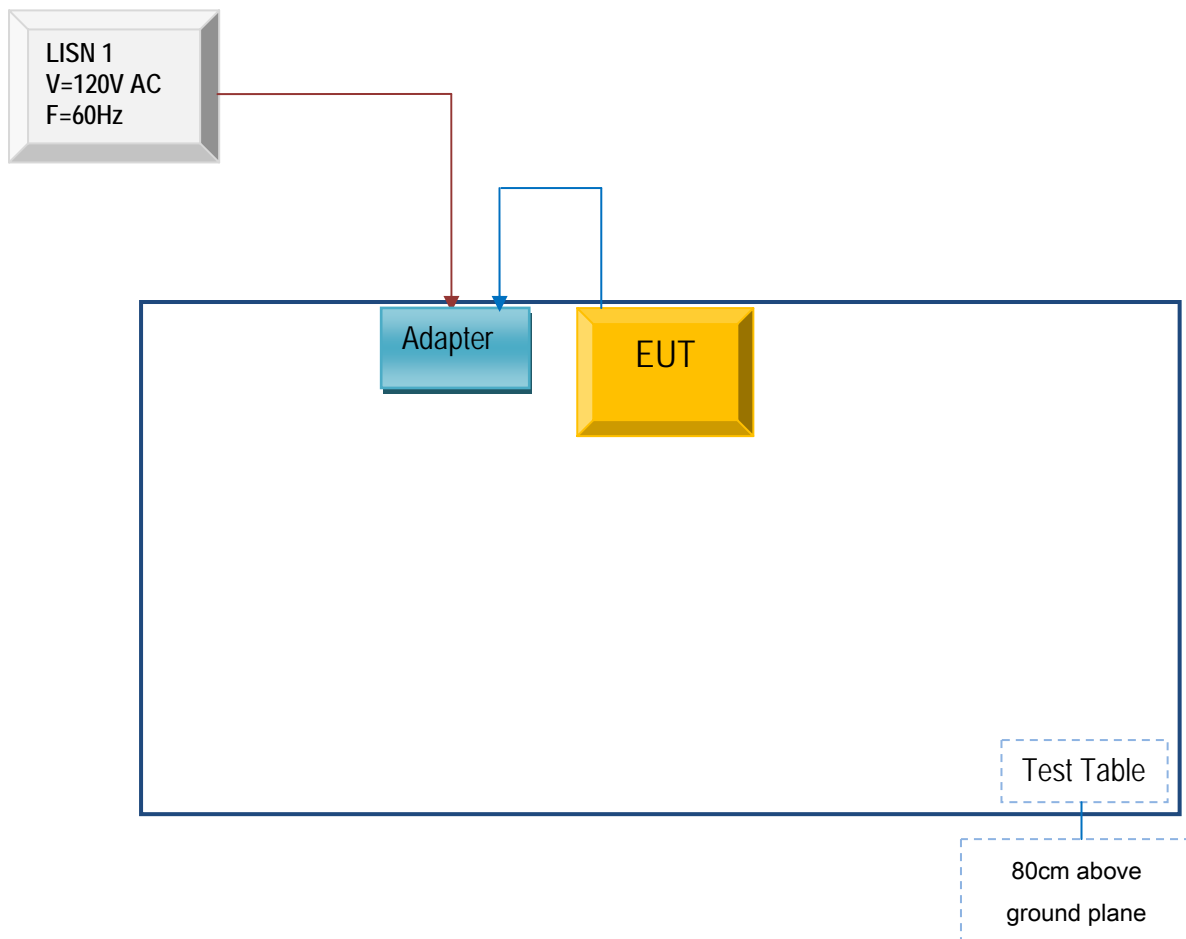 LISN 1
V=120V AC
F=60Hz
Adapter
EUT
Test Table
80cm above
ground plane